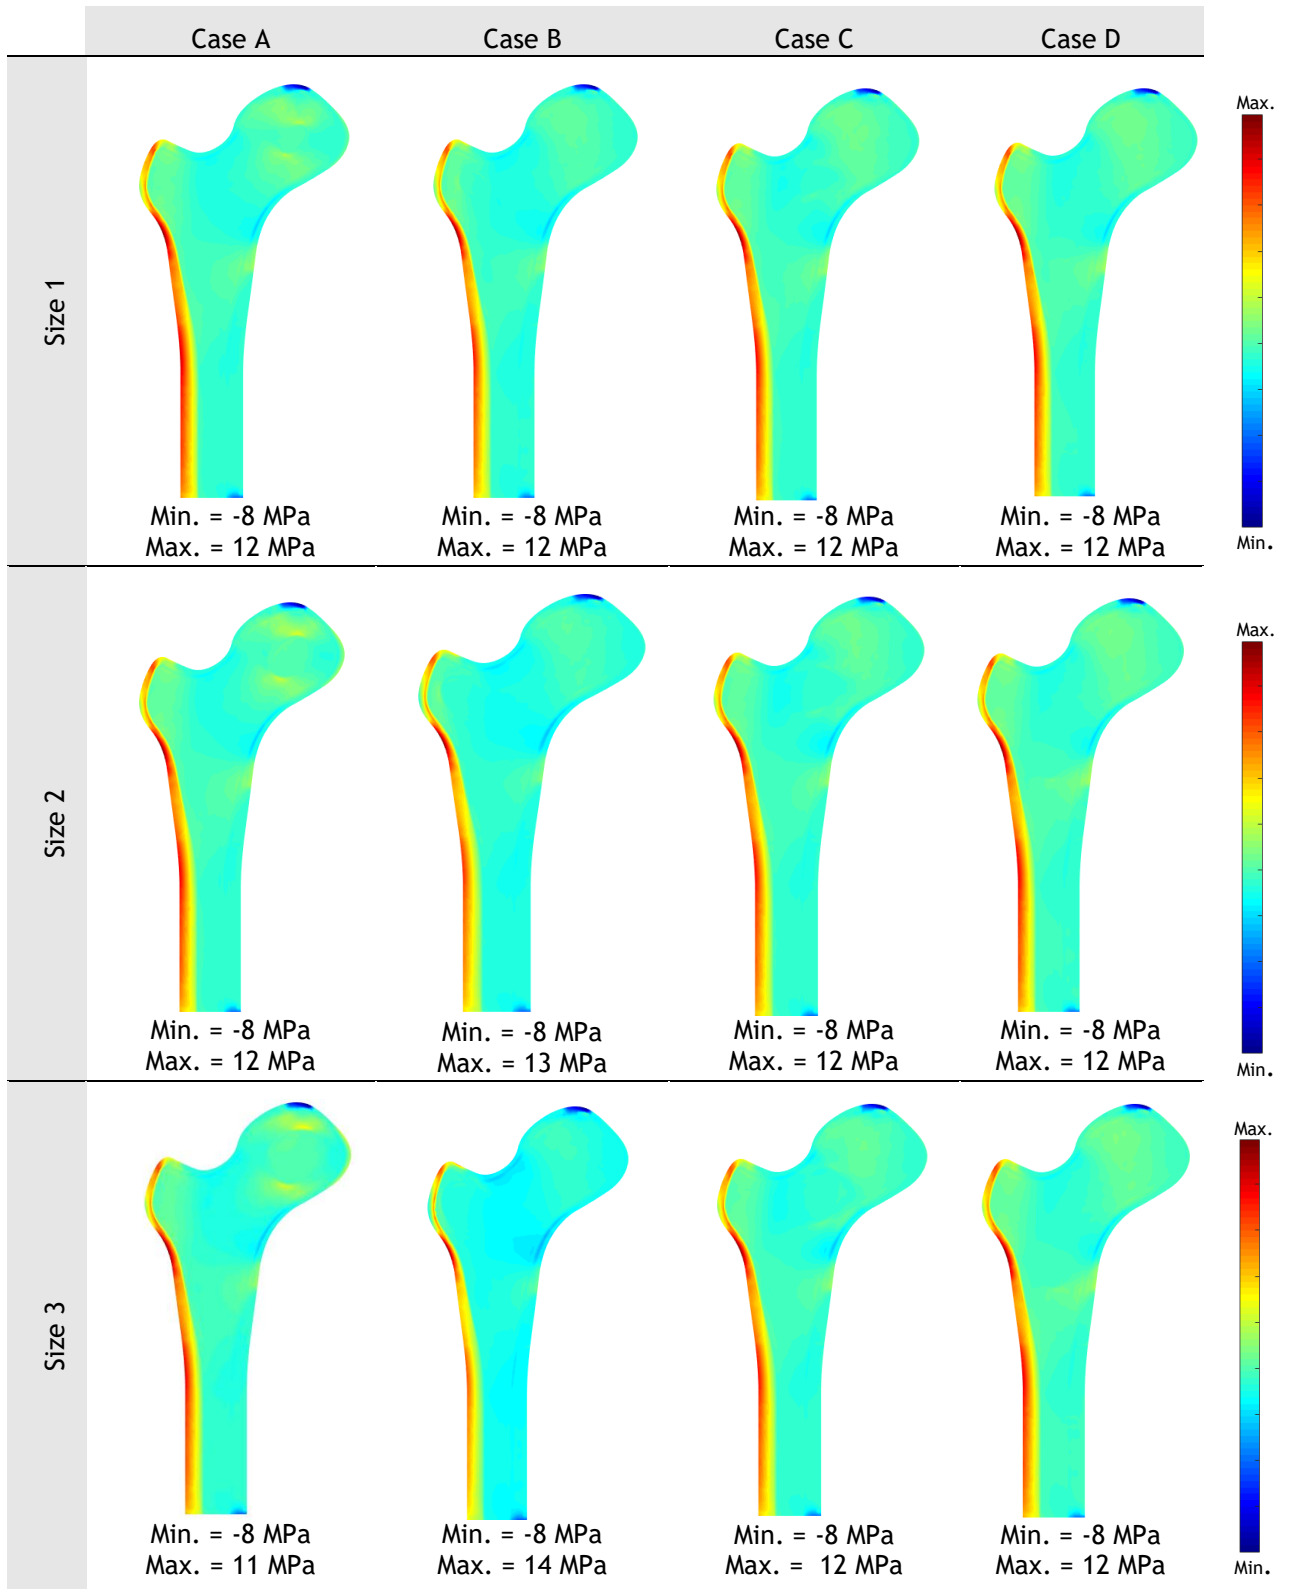 Case A
Case B
Case C
Case D
Size 1
Max.
Min.
Min. = -8 MPa
Max. = 12 MPa
Min. = -8 MPa
Max. = 12 MPa
Min. = -8 MPa
Max. = 12 MPa
Min. = -8 MPa
Max. = 12 MPa
Size 2
Max.
Min.
Min. = -8 MPa
Max. = 12 MPa
Min. = -8 MPa
Max. = 13 MPa
Min. = -8 MPa
Max. = 12 MPa
Min. = -8 MPa
Max. = 12 MPa
Size 3
Max.
Min.
Min. = -8 MPa
Max. = 11 MPa
Min. = -8 MPa
Max. = 14 MPa
Min. = -8 MPa
Max. = 12 MPa
Min. = -8 MPa
Max. = 12 MPa